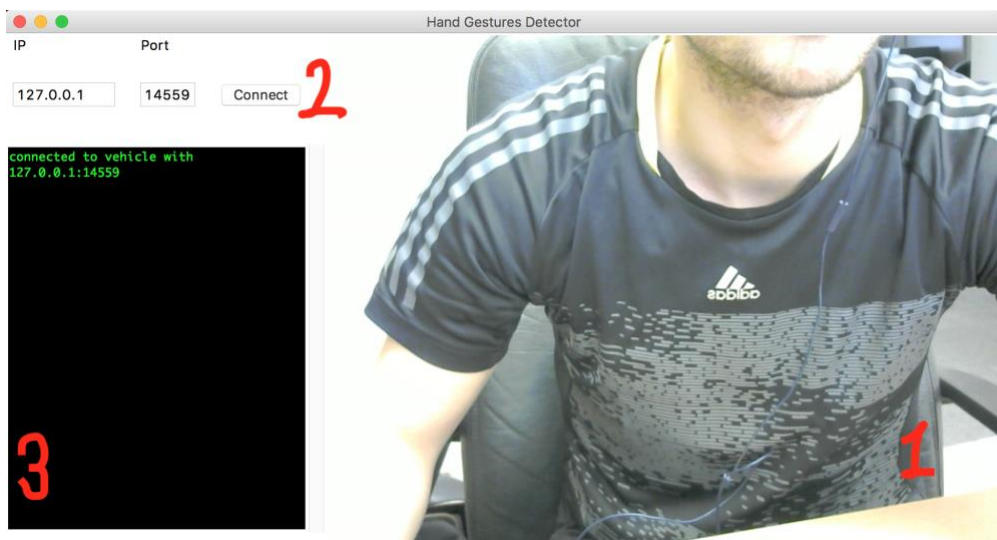 Hand Gestures Detector
IP Port
127.0.0.1 14559 Connect
2
connected to vehicle with
127.0.0.1:14559
adidas
3
1